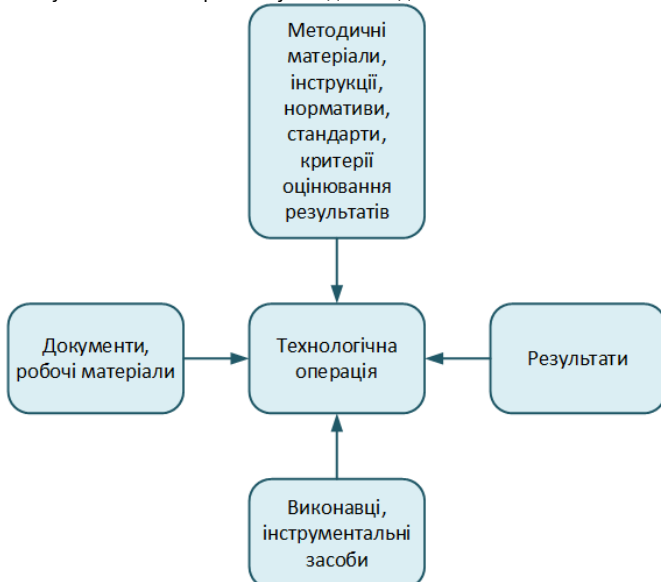 Методичні
матеріали,
інструкції,
нормативи,
стандарти,
критерії
оцінювання
результатів
Документи,
робочі матеріали
Технологічна
операція
Результати
Виконавці,
інструментальні
засоби